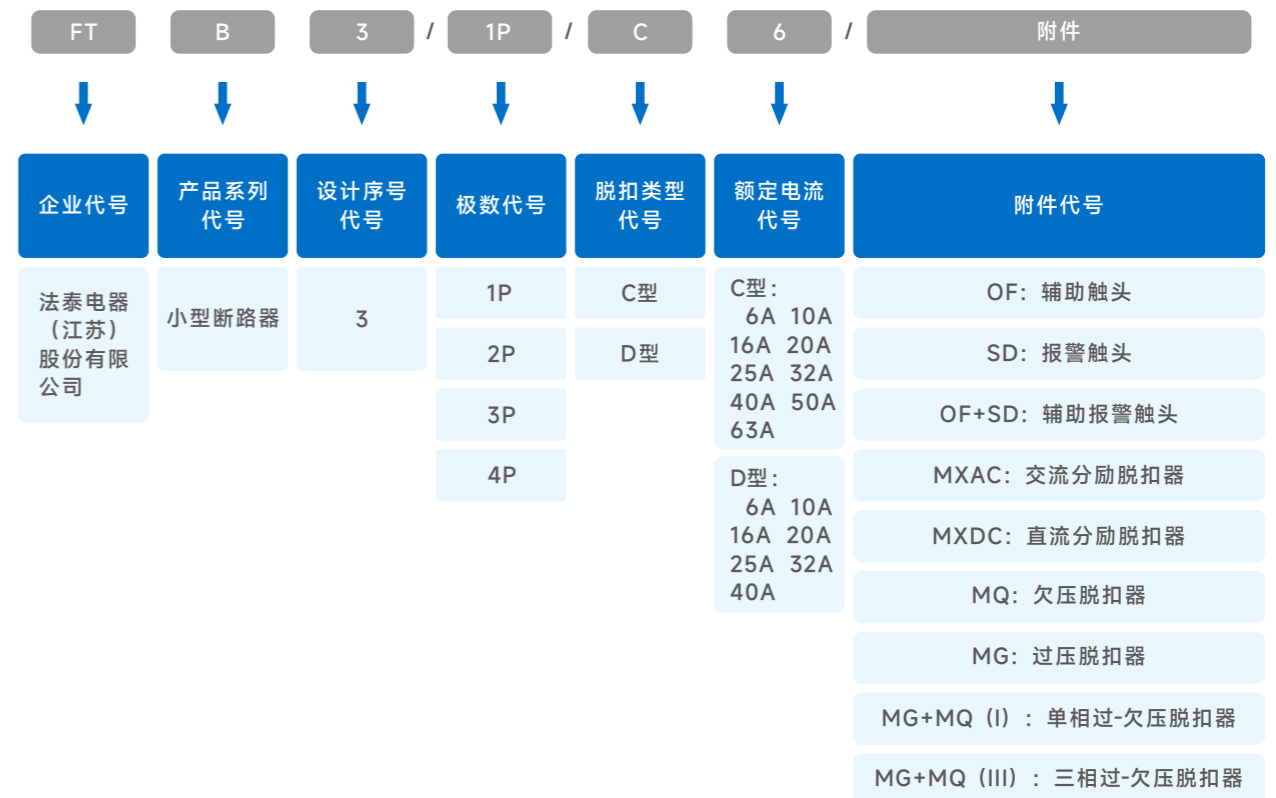 FT B 3 / 1P / C 6 / 附件
企业代号
产品系列
代号
设计序号
代号
极数代号
脱扣类型
代号
额定电流
代号
附件代号
法泰电器
（江苏）
股份有限
公司
小型断路器
3
1P
2P
3P
4P
C型
D型
C型：
6A 10A
16A 20A
25A 32A
40A 50A
63A
D型：
6A 10A
16A 20A
25A 32A
40A
OF：辅助触头
SD：报警触头
OF+SD：辅助报警触头
MXAC：交流分励脱扣器
MXDC：直流分励脱扣器
MQ：欠压脱扣器
MG：过压脱扣器
MG+MQ（I）：单相过-欠压脱扣器
MG+MQ（III）：三相过-欠压脱扣器